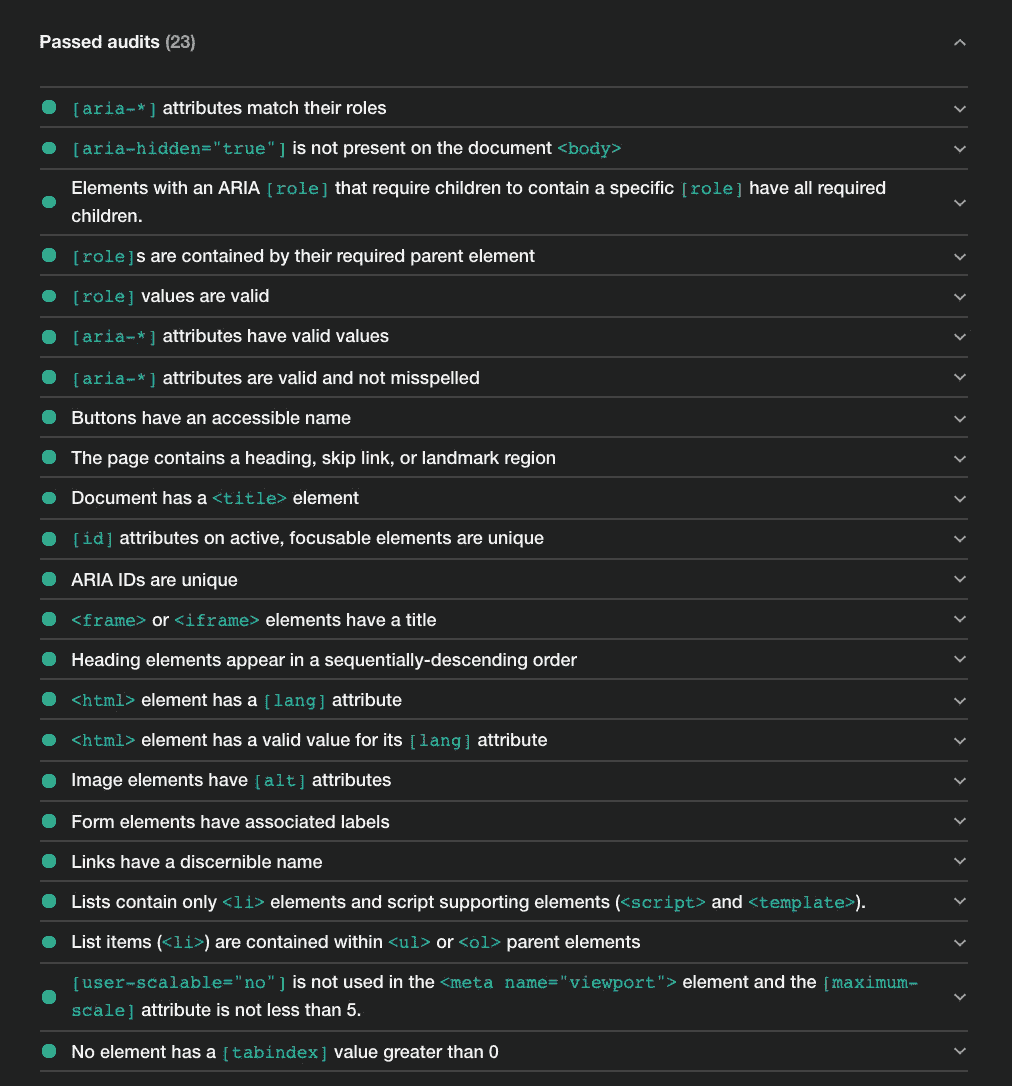 Passed audits (23)
[aria-*] attributes match their roles
[aria-hidden="true"] is not present on the document <body>
Elements with an ARIA [role] that require children to contain a specific [role] have all required
children.
[role]s are contained by their required parent element
[role] values are valid
[aria-*] attributes have valid values
[aria-*] attributes are valid and not misspelled
Buttons have an accessible name
The page contains a heading, skip link, or landmark region
Document has a <title> element
[id] attributes on active, focusable elements are unique
ARIA IDs are unique
<frame> or <iframe> elements have a title
Heading elements appear in a sequentially-descending order
<html> element has a [lang] attribute
<html> element has a valid value for its [lang] attribute
Image elements have [alt] attributes
Form elements have associated labels
Links have a discernible name
Lists contain only <li> elements and script supporting elements (<script> and <template>).
List items (<li>) are contained within <ul> or <ol> parent elements
[user-scalable="no"] is not used in the <meta name="viewport"> element and the [maximum-
scale] attribute is not less than 5.
No element has a [tabindex] value greater than 0